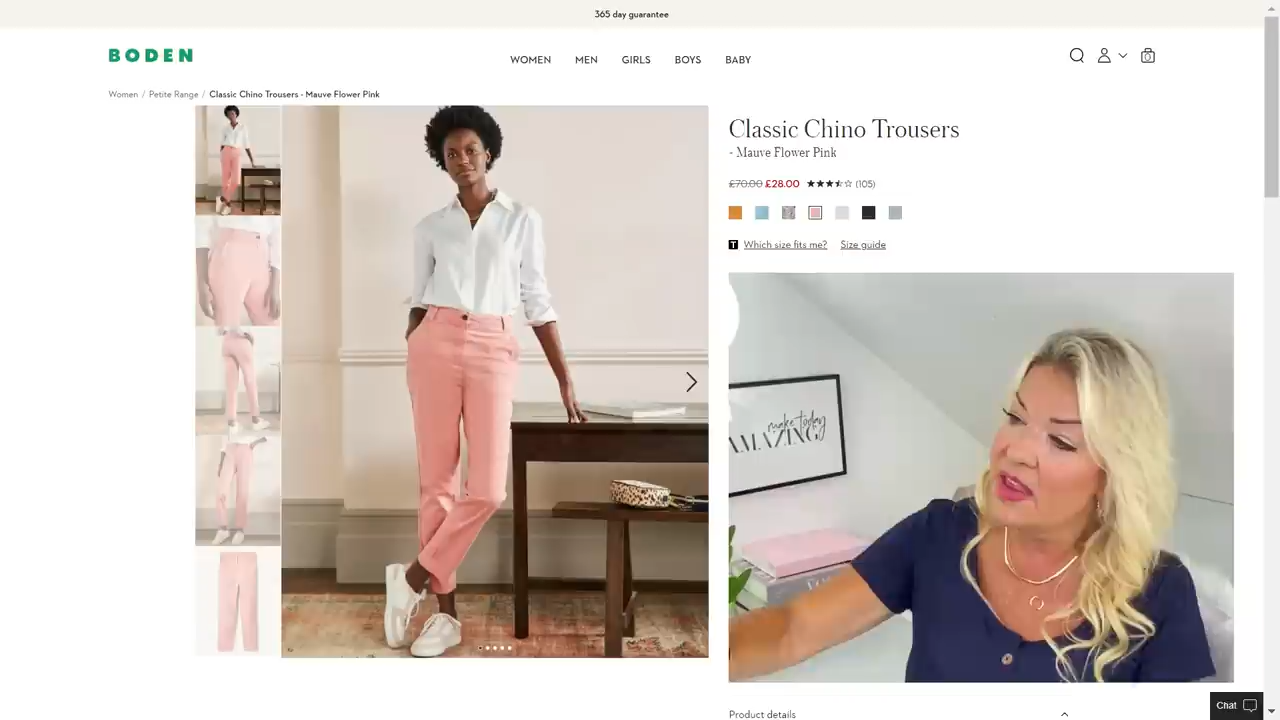 365 day guarantee
BODEN
WOMEN MEN GIRLS BOYS BABY
0
Women / Petite Range / Classic Chino Trousers - Mauve Flower Pink
Classic Chino Trousers
- Mauve Flower Pink
£70.00 £28.00 (105)
T Which size fits me? Size guide
make today
AMAZING!
Product details
Chat